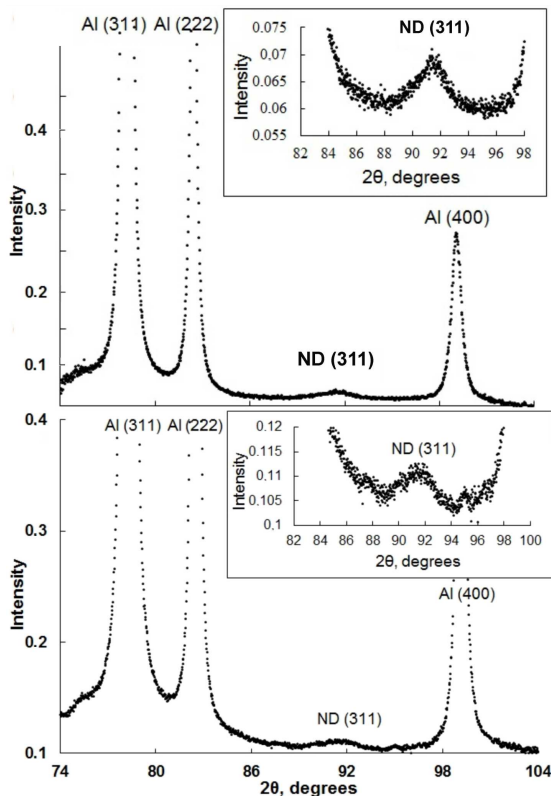 Al (311) Al (222)
0.4
0.3
0.2
0.1
Intensity
ND (311)
Al (400)
ND (311)
0.075
0.07
0.065
0.06
0.055
Intensity
82 84 86 88 90 92 94 96 98
2θ, degrees
0.4
0.3
0.2
0.1
Intensity
Al (311) Al (222)
ND (311)
Al (400)
ND (311)
0.12
0.115
0.11
0.105
0.1
Intensity
82 84 86 88 90 92 94 96 98 100
2θ, degrees
74 80 86 92 98 104
2θ, degrees